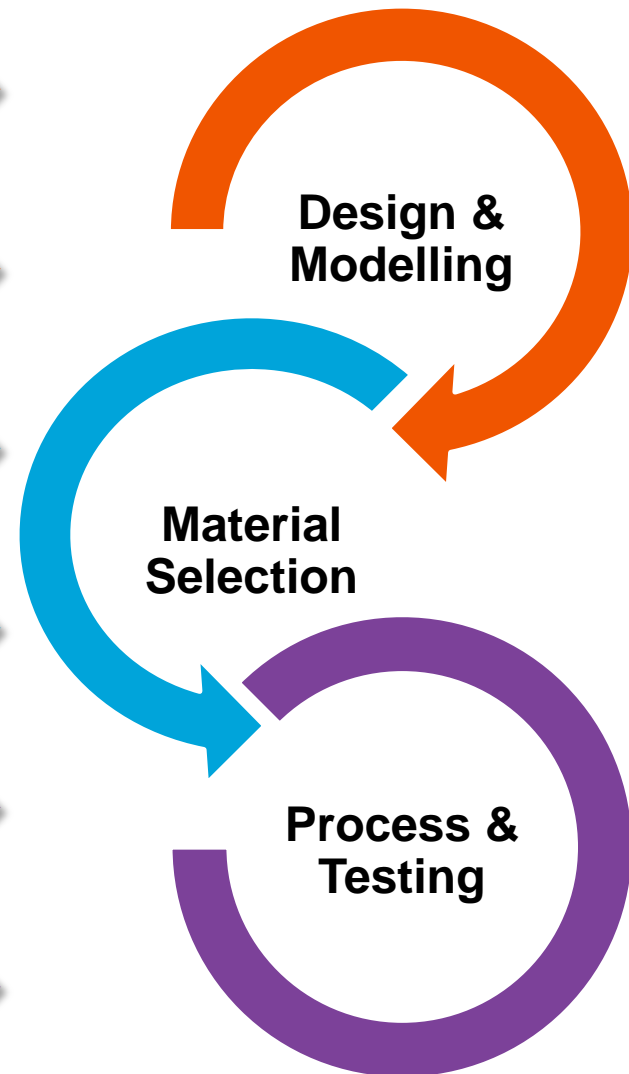 Design &
Modelling
Material
Selection
Process &
Testing